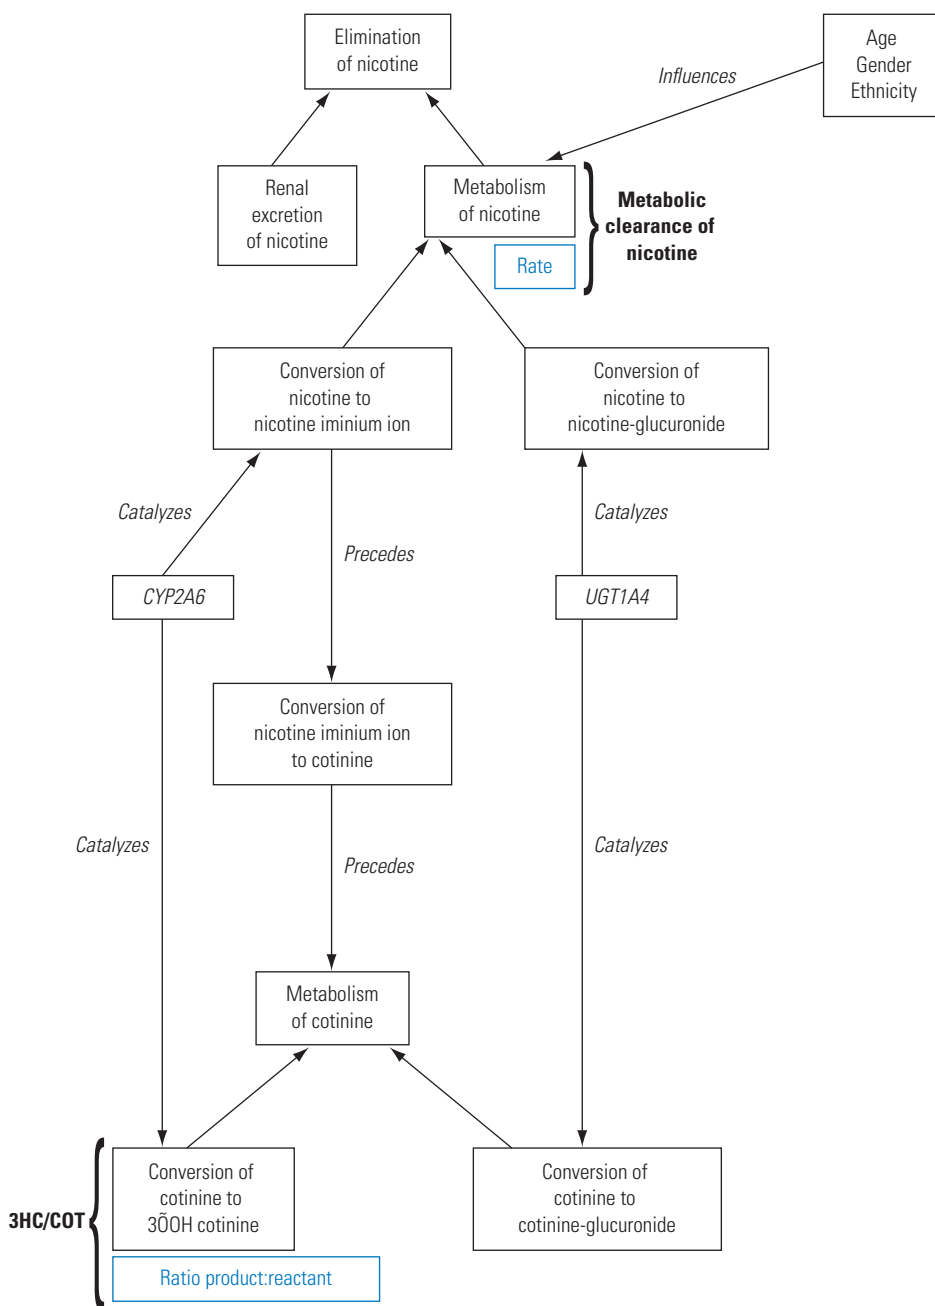 Elimination
of nicotine
Age
Gender
Ethnicity
Influences
Renal
excretion
of nicotine
Metabolism
of nicotine
Rate
Metabolic
clearance of
nicotine
Conversion of
nicotine to
nicotine iminium ion
Conversion of
nicotine to
nicotine-glucuronide
Catalyzes
Catalyzes
Precedes
CYP2A6
UGT1A4
Conversion of
nicotine iminium ion
to cotinine
Catalyzes
Precedes
Catalyzes
Metabolism
of cotinine
3HC/COT
Conversion of
cotinine to
3ÕOH cotinine
Ratio product:reactant
Conversion of
cotinine to
cotinine-glucuronide